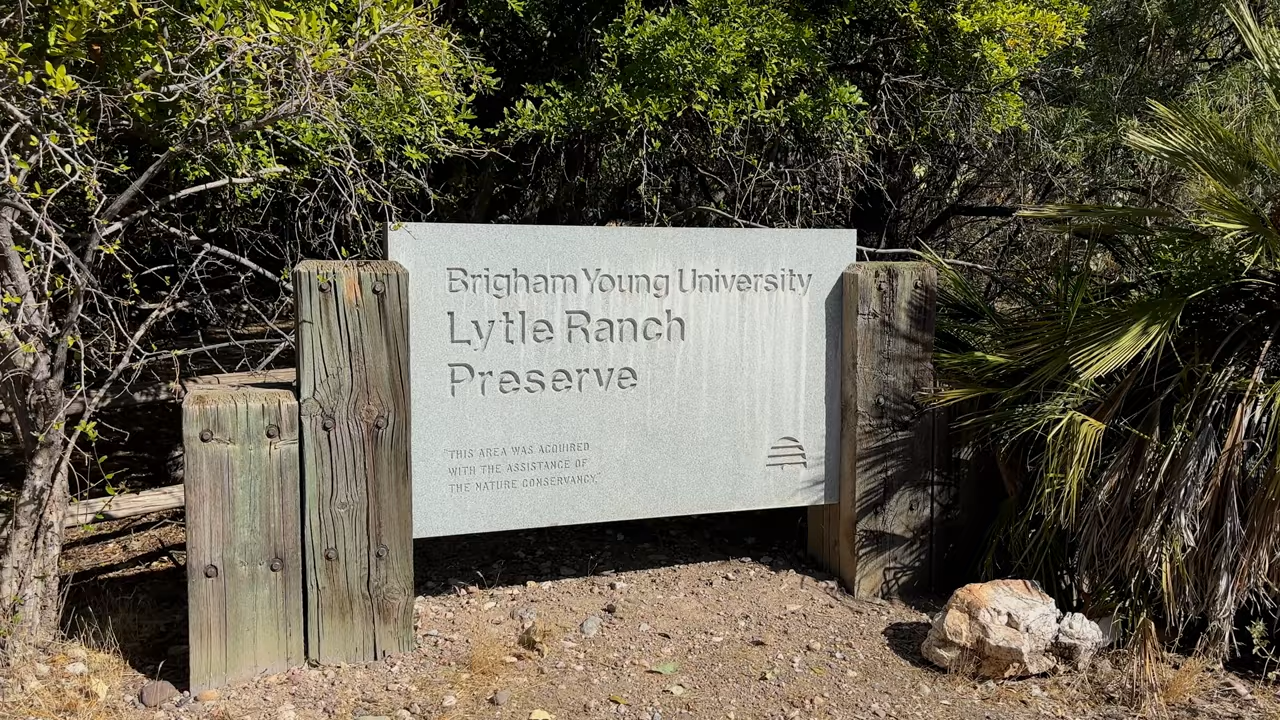 Brigham Young University
Lytle Ranch
Preserve
"THIS AREA WAS ACQUIRED
WITH THE ASSISTANCE OF
THE NATURE CONSERVANCY."